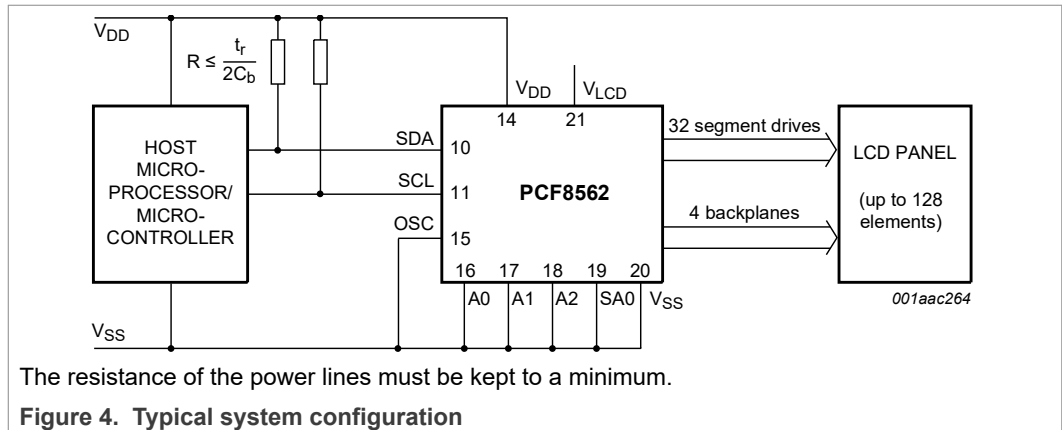 VDD
R ≤ tr
2Cb
VDD
VLCD
14
21
HOST
MICRO-
PROCESSOR/
MICRO-
CONTROLLER
SDA
10
SCL
11
OSC
15
PCF8562
16
17
18
19
20
A0
A1
A2
SA0
VSS
32 segment drives
4 backplanes
LCD PANEL
(up to 128
elements)
001aac264
VSS
The resistance of the power lines must be kept to a minimum.
Figure 4. Typical system configuration